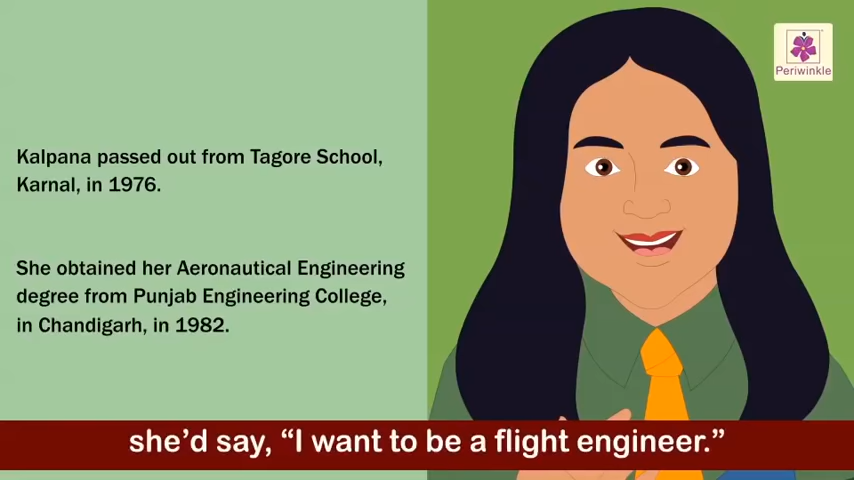 Periwinkle
Kalpana passed out from Tagore School,
Karnal, in 1976.
She obtained her Aeronautical Engineering
degree from Punjab Engineering College,
in Chandigarh, in 1982.
she’d say, “I want to be a flight engineer.”